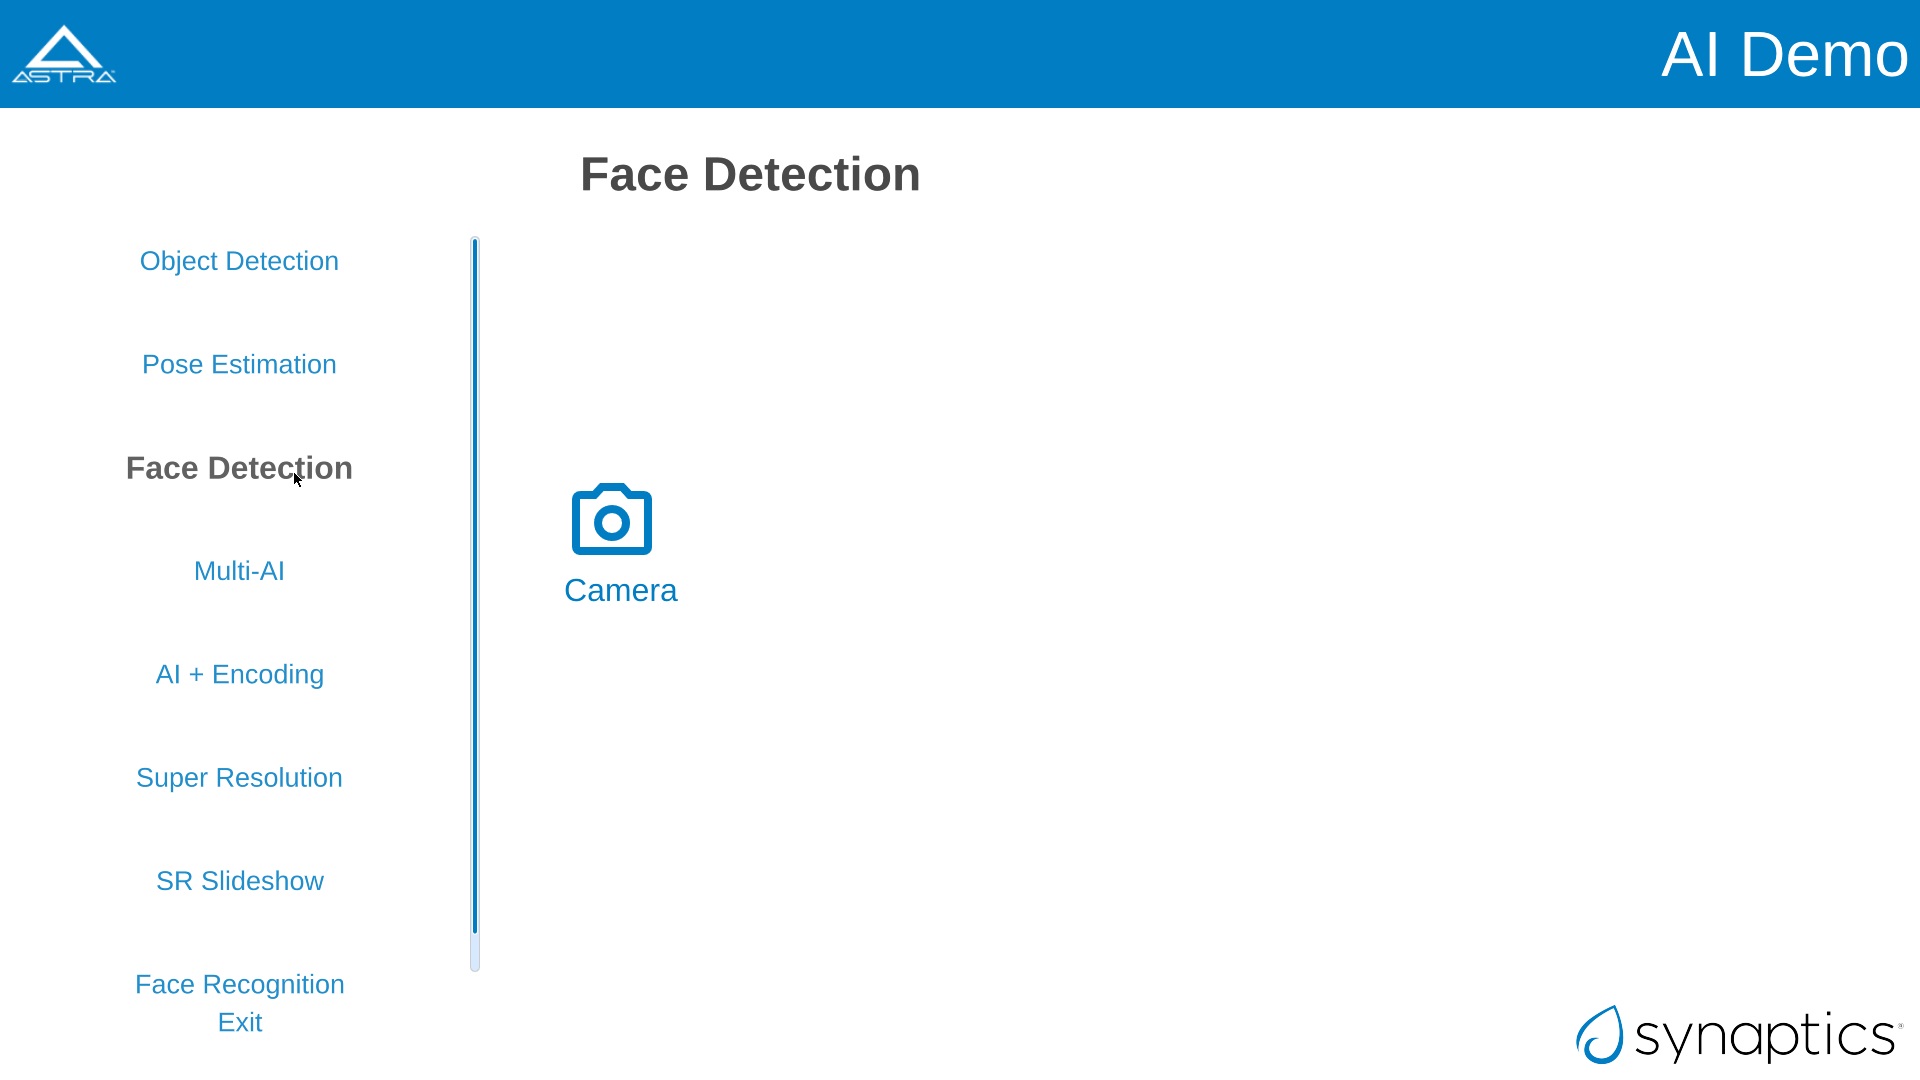 ASTRA
AI Demo
Face Detection
Object Detection
Pose Estimation
Face Detection
Multi-AI
AI + Encoding
Super Resolution
SR Slideshow
Face Recognition
Exit
Camera
synaptics®